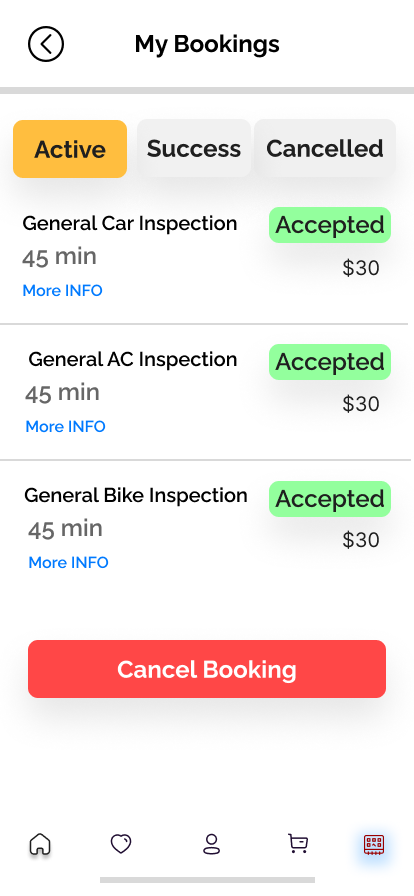 My Bookings
Active Success Cancelled
General Car Inspection Accepted
45 min $30
More INFO
General AC Inspection Accepted
45 min $30
More INFO
General Bike Inspection Accepted
45 min $30
More INFO
Cancel Booking